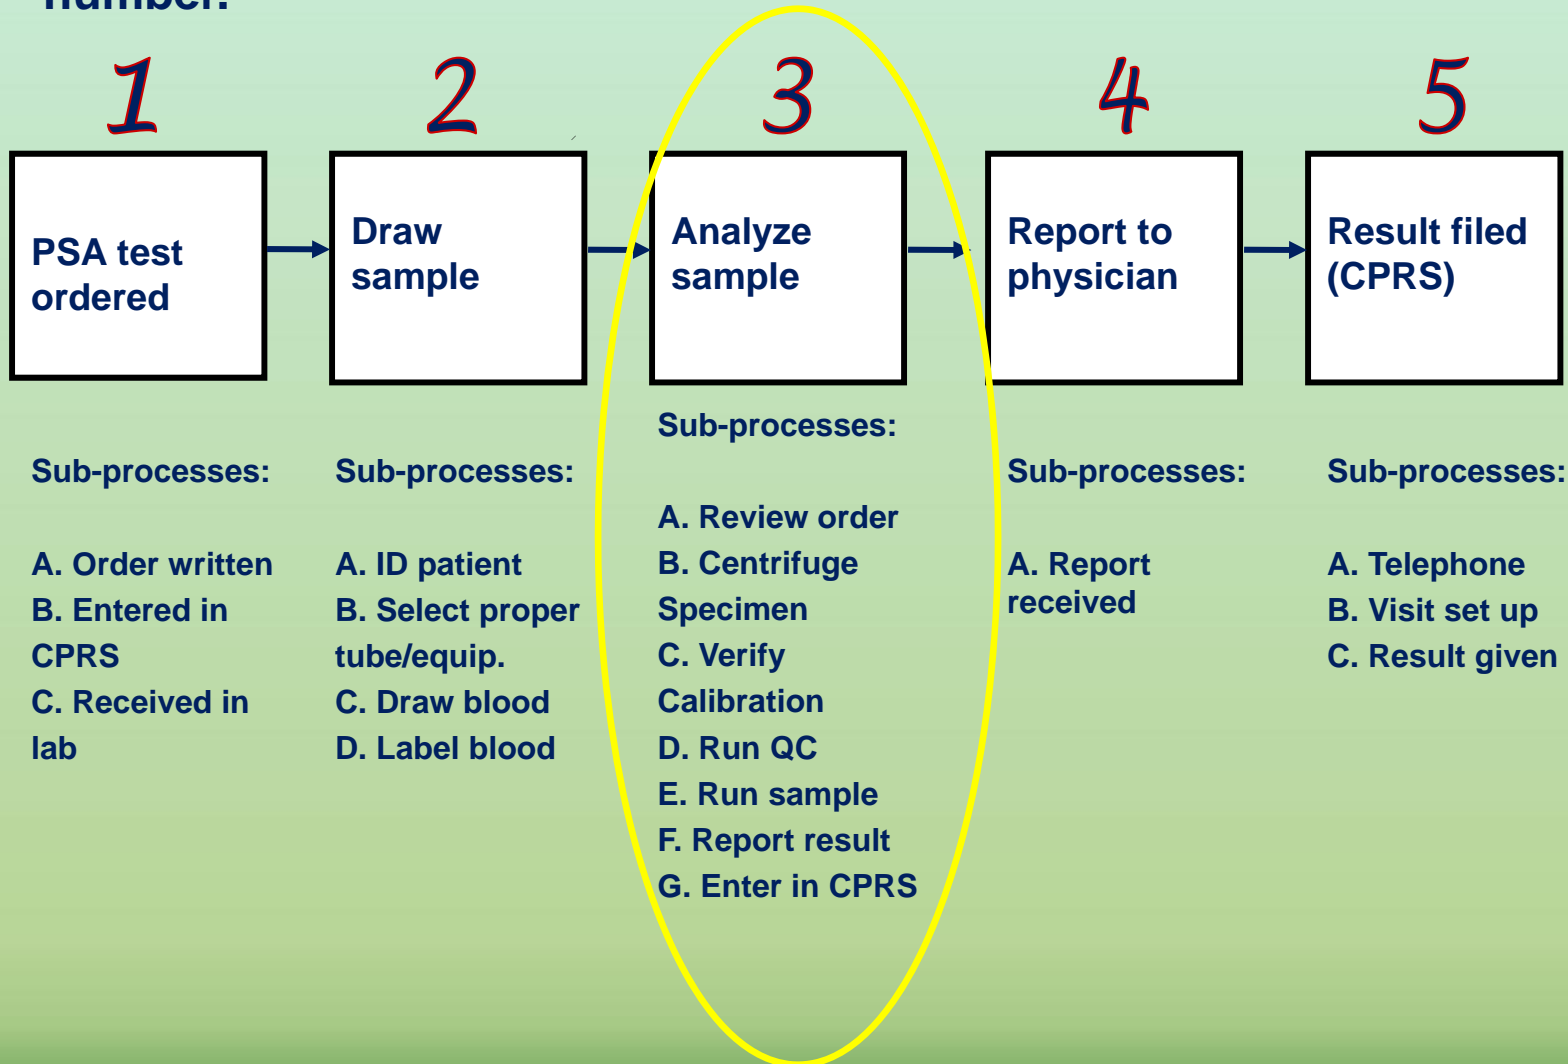 number.
1
2
3
4
5
PSA test
ordered
Draw
sample
Analyze
sample
Report to
physician
Result filed
(CPRS)
Sub-processes:
A. Order written
B. Entered in
CPRS
C. Received in
lab
Sub-processes:
A. ID patient
B. Select proper
tube/equip.
C. Draw blood
D. Label blood
Sub-processes:
A. Review order
B. Centrifuge
Specimen
C. Verify
Calibration
D. Run QC
E. Run sample
F. Report result
G. Enter in CPRS
Sub-processes:
A. Report
received
Sub-processes:
A. Telephone
B. Visit set up
C. Result given